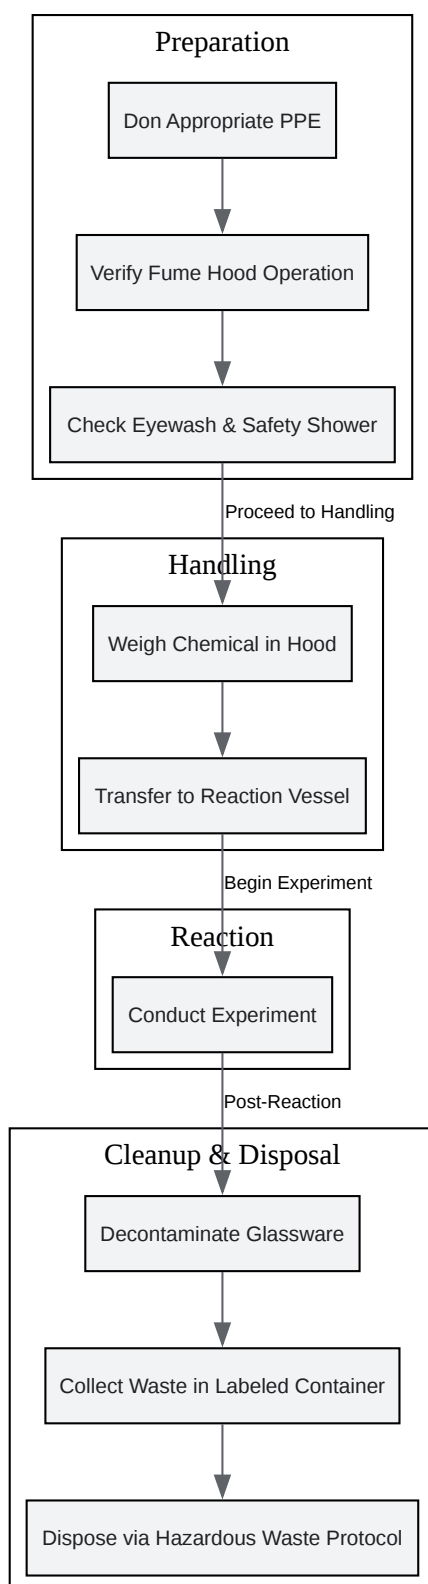 Preparation
Don Appropriate PPE
Verify Fume Hood Operation
Check Eyewash & Safety Shower
Proceed to Handling
Handling
Weigh Chemical in Hood
Transfer to Reaction Vessel
Begin Experiment
Reaction
Conduct Experiment
Post-Reaction
Cleanup & Disposal
Decontaminate Glassware
Collect Waste in Labeled Container
Dispose via Hazardous Waste Protocol